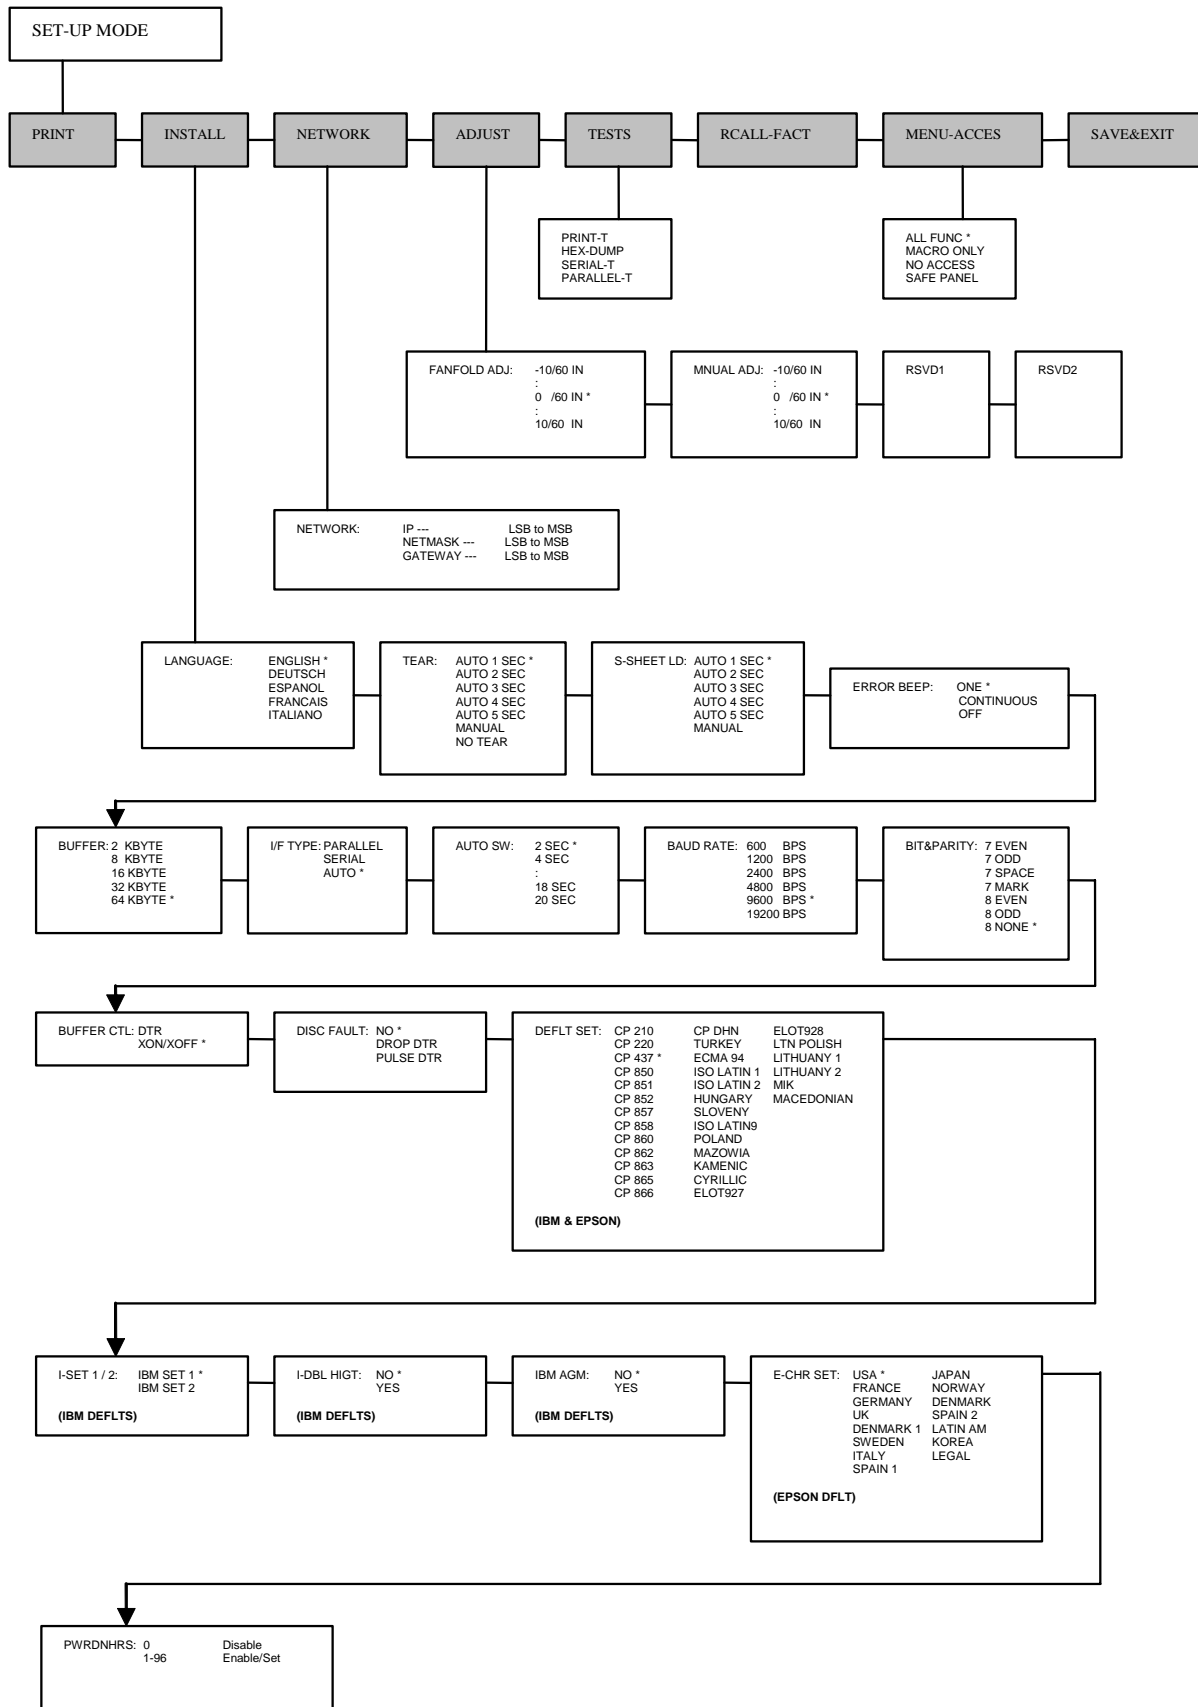 SET-UP MODE
PRINT
INSTALL
NETWORK
ADJUST
TESTS
RCALL-FACT
MENU-ACCES
SAVE&EXIT
PRINT-T
HEX-DUMP
SERIAL-T
PARALLEL-T
ALL FUNC *
MACRO ONLY
NO ACCESS
SAFE PANEL
FANFOLD ADJ: -10/60 IN
:
0 /60 IN *
:
10/60 IN
MNUAL ADJ: -10/60 IN
:
0 /60 IN *
:
10/60 IN
RSVD1
RSVD2
NETWORK: IP --- LSB to MSB
NETMASK --- LSB to MSB
GATEWAY --- LSB to MSB
LANGUAGE: ENGLISH *
DEUTSCH
ESPANOL
FRANCAIS
ITALIANO
TEAR: AUTO 1 SEC *
AUTO 2 SEC
AUTO 3 SEC
AUTO 4 SEC
AUTO 5 SEC
MANUAL
NO TEAR
S-SHEET LD: AUTO 1 SEC *
AUTO 2 SEC
AUTO 3 SEC
AUTO 4 SEC
AUTO 5 SEC
MANUAL
ERROR BEEP: ONE *
CONTINUOUS
OFF
BUFFER: 2 KBYTE
8 KBYTE
16 KBYTE
32 KBYTE
64 KBYTE *
I/F TYPE: PARALLEL
SERIAL
AUTO *
AUTO SW: 2 SEC *
4 SEC
:
18 SEC
20 SEC
BAUD RATE: 600 BPS
1200 BPS
2400 BPS
4800 BPS
9600 BPS *
19200 BPS
BIT&PARITY: 7 EVEN
7 ODD
7 SPACE
7 MARK
8 EVEN
8 ODD
8 NONE *
BUFFER CTL: DTR
XON/XOFF *
DISC FAULT: NO *
DROP DTR
PULSE DTR
DEFLT SET: CP 210 CP DHN ELOT928
CP 220 TURKEY LTN POLISH
CP 437 * ECMA 94 LITHUANY 1
CP 850 ISO LATIN 1 LITHUANY 2
CP 851 ISO LATIN 2 MIK
CP 852 HUNGARY MACEDONIAN
CP 857 SLOVENY
CP 858 ISO LATIN9
CP 860 POLAND
CP 862 MAZOWIA
CP 863 KAMENIC
CP 865 CYRILLIC
CP 866 ELOT927
(IBM & EPSON)
I-SET 1 / 2: IBM SET 1 *
IBM SET 2
(IBM DEFLTS)
I-DBL HIGT: NO *
YES
(IBM DEFLTS)
IBM AGM: NO *
YES
(IBM DEFLTS)
E-CHR SET: USA * JAPAN
FRANCE NORWAY
GERMANY DENMARK
UK SPAIN 2
DENMARK 1 LATIN AM
SWEDEN KOREA
ITALY LEGAL
SPAIN 1
(EPSON DFLT)
PWRDNHRS: 0 Disable
1-96 Enable/Set